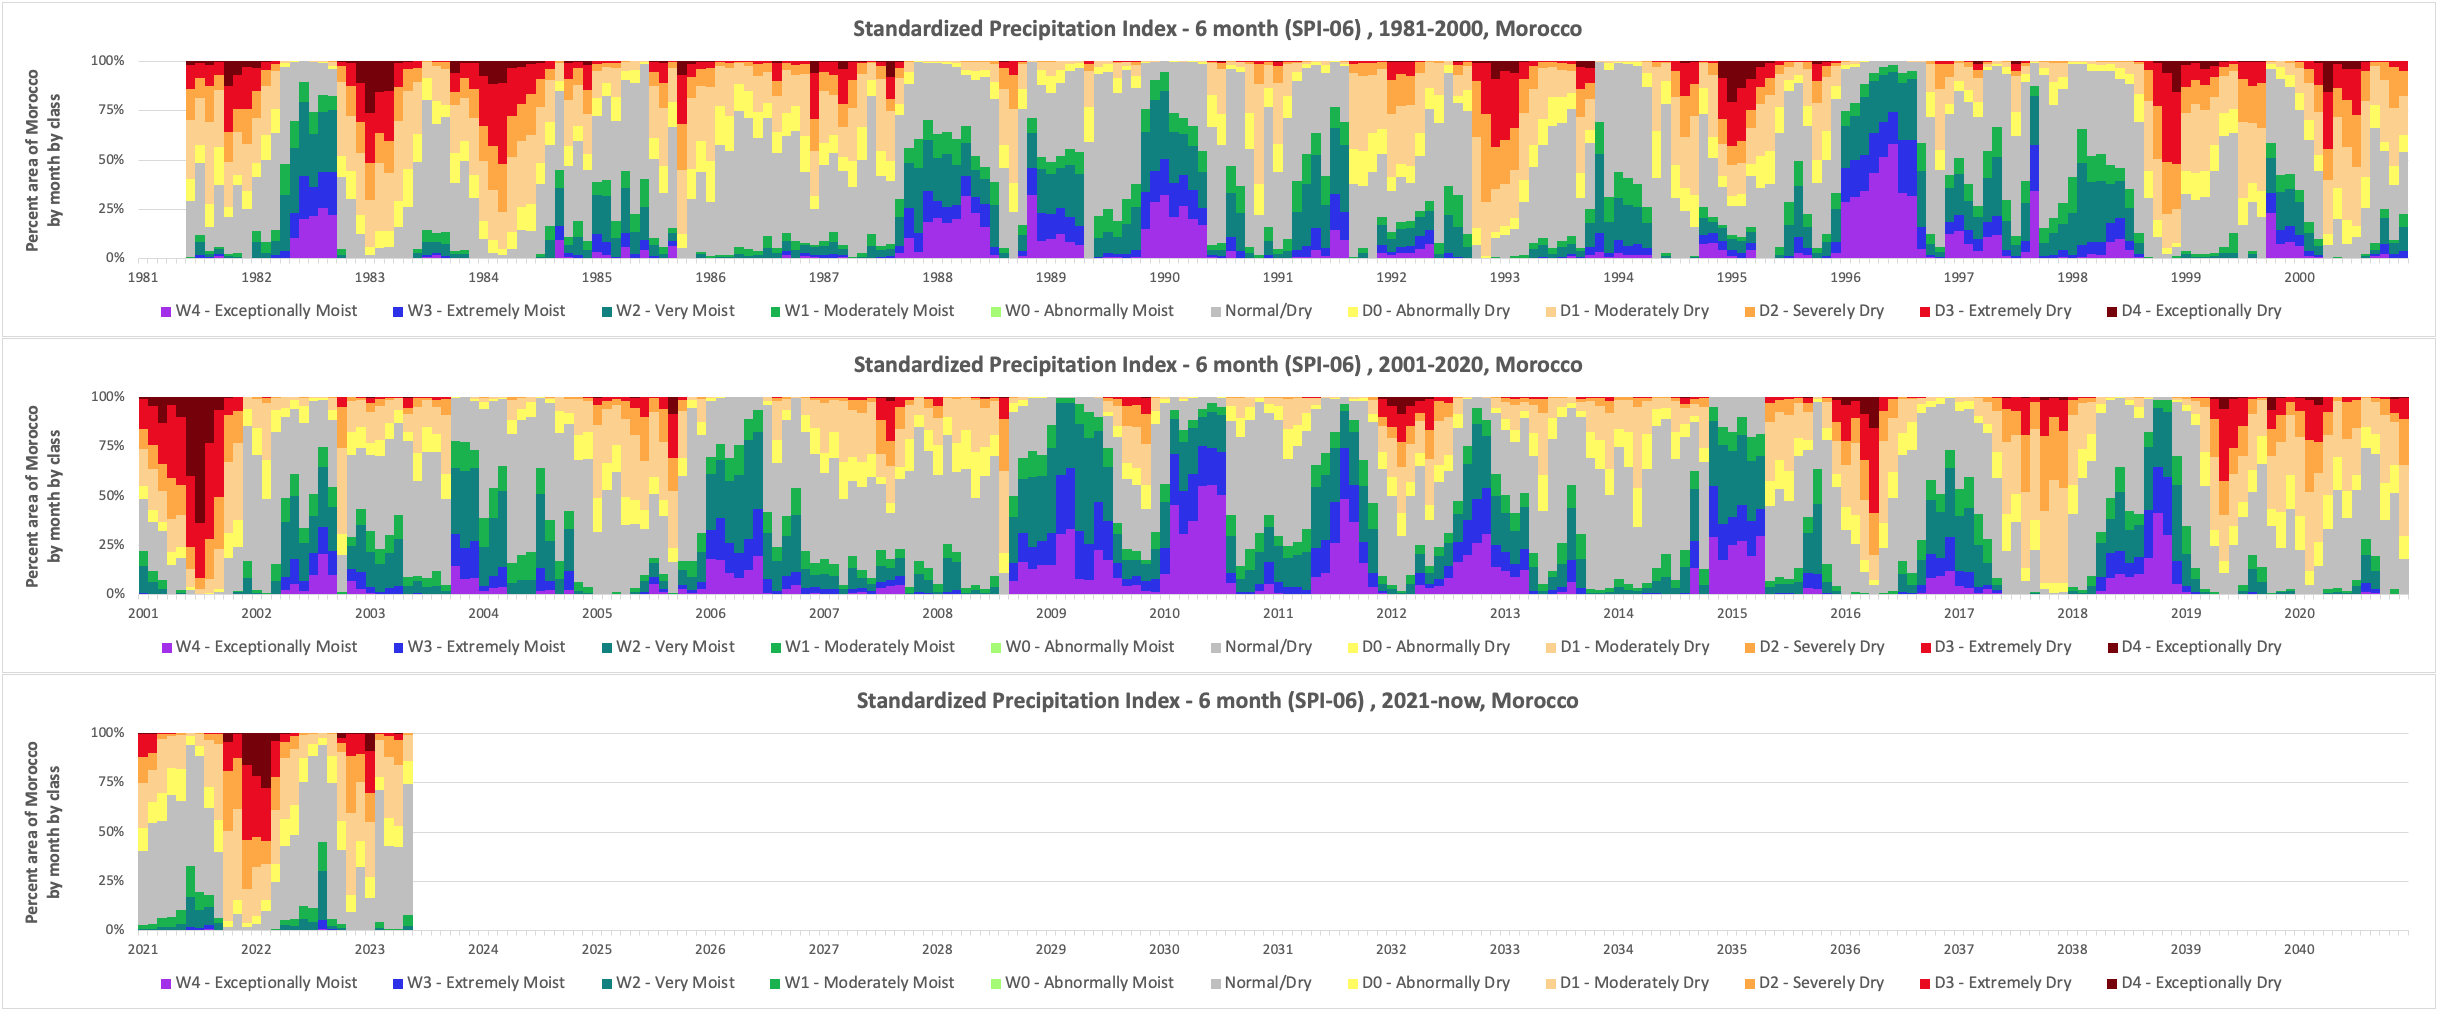 Standardized Precipitation Index - 6 month (SPI-06) , 1981-2000, Morocco
Percent area of Morocco
by month by class
100%
75%
50%
25%
0%
1981 1982 1983 1984 1985 1986 1987 1988 1989 1990 1991 1992 1993 1994 1995 1996 1997 1998 1999 2000
W4 - Exceptionally Moist W3 - Extremely Moist W2 - Very Moist W1 - Moderately Moist W0 - Abnormally Moist Normal/Dry D0 - Abnormally Dry D1 - Moderately Dry D2 - Severely Dry D3 - Extremely Dry D4 - Exceptionally Dry
Standardized Precipitation Index - 6 month (SPI-06) , 2001-2020, Morocco
Percent area of Morocco
by month by class
100%
75%
50%
25%
0%
2001 2002 2003 2004 2005 2006 2007 2008 2009 2010 2011 2012 2013 2014 2015 2016 2017 2018 2019 2020
W4 - Exceptionally Moist W3 - Extremely Moist W2 - Very Moist W1 - Moderately Moist W0 - Abnormally Moist Normal/Dry D0 - Abnormally Dry D1 - Moderately Dry D2 - Severely Dry D3 - Extremely Dry D4 - Exceptionally Dry
Standardized Precipitation Index - 6 month (SPI-06) , 2021-now, Morocco
Percent area of Morocco
by month by class
100%
75%
50%
25%
0%
2021 2022 2023 2024 2025 2026 2027 2028 2029 2030 2031 2032 2033 2034 2035 2036 2037 2038 2039 2040
W4 - Exceptionally Moist W3 - Extremely Moist W2 - Very Moist W1 - Moderately Moist W0 - Abnormally Moist Normal/Dry D0 - Abnormally Dry D1 - Moderately Dry D2 - Severely Dry D3 - Extremely Dry D4 - Exceptionally Dry